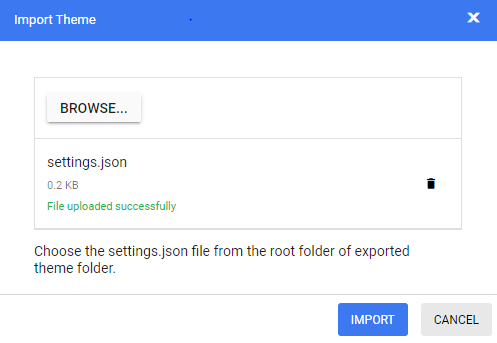 Import Theme
BROWSE...
settings.json
0.2 KB
File uploaded successfully
Choose the settings.json file from the root folder of exported
theme folder.
IMPORT
CANCEL